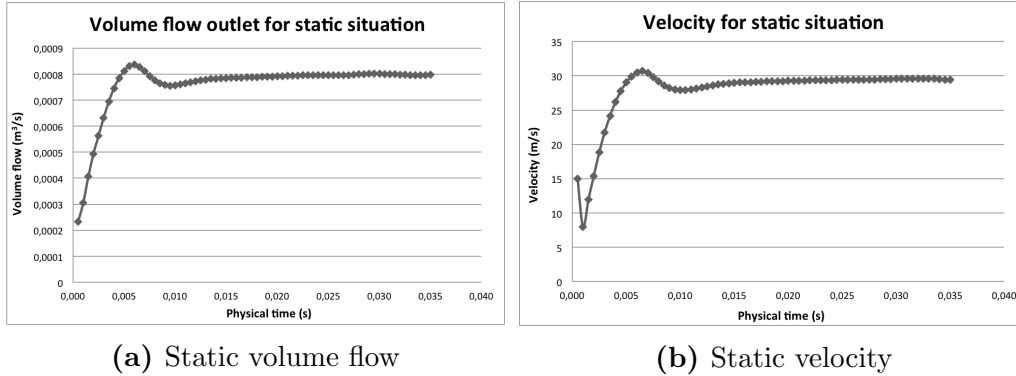 Volume flow outlet for static situation
0,0009
0,0008
0,0007
0,0006
0,0005
0,0004
0,0003
0,0002
0,0001
0
Volume flow (m³/s)
0,000 0,005 0,010 0,015 0,020 0,025 0,030 0,035 0,040
Physical time (s)
(a) Static volume flow
Velocity for static situation
35
30
25
20
15
10
5
0
Velocity (m/s)
0,000 0,005 0,010 0,015 0,020 0,025 0,030 0,035 0,040
Physical time (s)
(b) Static velocity